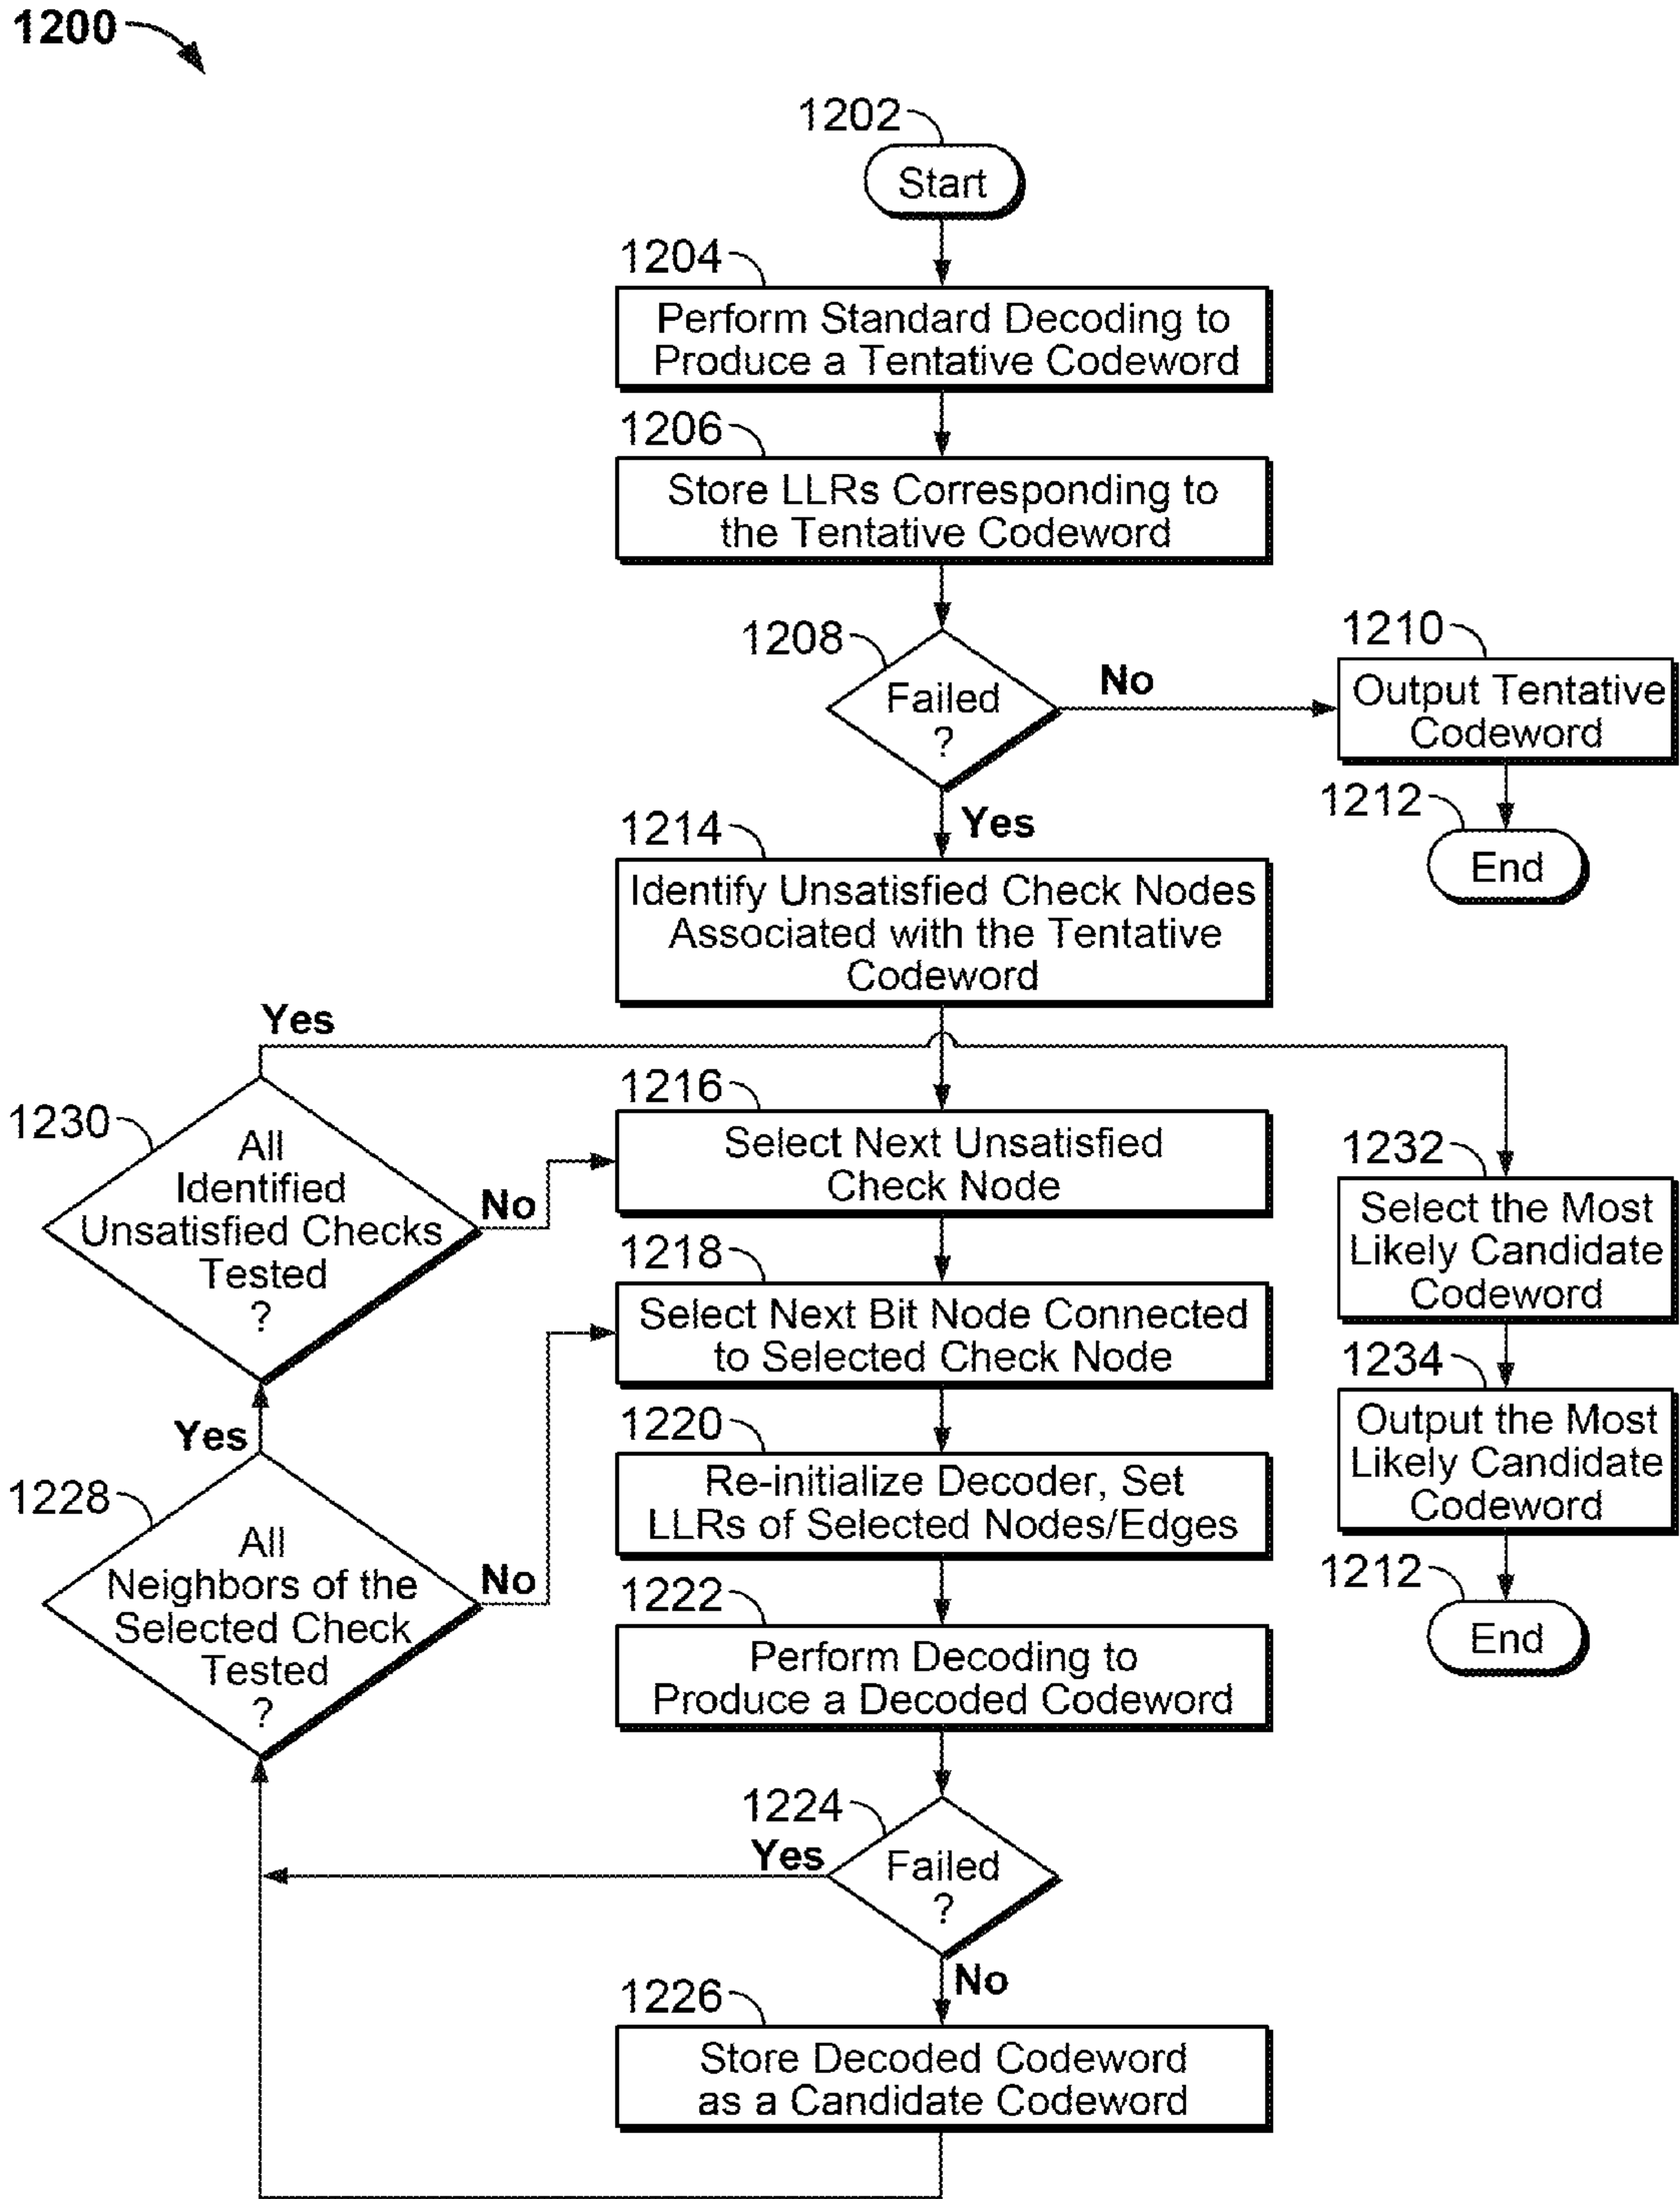 1200
1202
Start
1204
Perform Standard Decoding to
Produce a Tentative Codeword
1206
Store LLRs Corresponding to
the Tentative Codeword
1208
Failed
?
No
1210
Output Tentative
Codeword
1212
End
Yes
1214
Identify Unsatisfied Check Nodes
Associated with the Tentative
Codeword
Yes
1230
All
Identified
Unsatisfied Checks
Tested
?
No
1216
Select Next Unsatisfied
Check Node
1218
Select Next Bit Node Connected
to Selected Check Node
1232
Select the Most
Likely Candidate
Codeword
1234
Output the Most
Likely Candidate
Codeword
1212
End
Yes
1228
All
Neighbors of the
Selected Check
Tested
?
No
1220
Re-initialize Decoder, Set
LLRs of Selected Nodes/Edges
1222
Perform Decoding to
Produce a Decoded Codeword
1224
Yes
Failed
?
No
1226
Store Decoded Codeword
as a Candidate Codeword